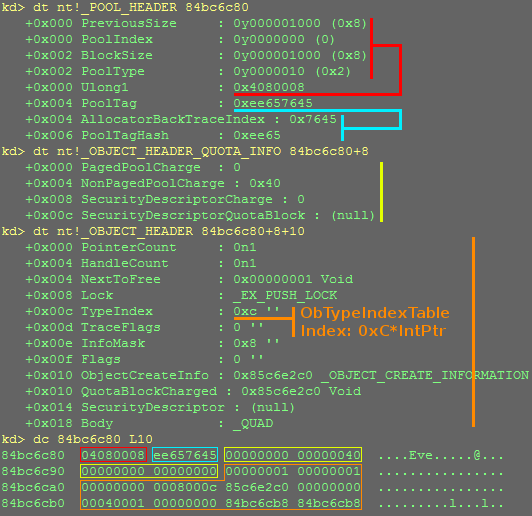 kd> dt nt!_POOL_HEADER 84bc6c80
+0x000 PreviousSize : 0y000001000 (0x8)
+0x000 PoolIndex : 0y0000000 (0)
+0x002 BlockSize : 0y000001000 (0x8)
+0x002 PoolType : 0y0000010 (0x2)
+0x000 Ulong1 : 0x4080008
+0x004 PoolTag : 0xee657645
+0x004 AllocatorBackTraceIndex : 0x7645
+0x006 PoolTagHash : 0xee65
kd> dt nt!_OBJECT_HEADER_QUOTA_INFO 84bc6c80+8
+0x000 PagedPoolCharge : 0
+0x004 NonPagedPoolCharge : 0x40
+0x008 SecurityDescriptorCharge : 0
+0x00c SecurityDescriptorQuotaBlock : (null)
kd> dt nt!_OBJECT_HEADER 84bc6c80+8+10
+0x000 PointerCount : 0n1
+0x004 HandleCount : 0n1
+0x004 NextToFree : 0x00000001 Void
+0x008 Lock : _EX_PUSH_LOCK
+0x00c TypeIndex : 0xc '' ObTypeIndexTable
+0x00d TraceFlags : 0 '' Index: 0xC*IntPtr
+0x00e InfoMask : 0x8 ''
+0x00f Flags : 0 ''
+0x010 ObjectCreateInfo : 0x85c6e2c0 _OBJECT_CREATE_INFORMATION
+0x010 QuotaBlockCharged : 0x85c6e2c0 Void
+0x014 SecurityDescriptor : (null)
+0x018 Body : _QUAD
kd> dc 84bc6c80 L10
84bc6c80 04080008 ee657645 00000000 00000040 ....Eve.....@...
84bc6c90 00000000 00000000 00000001 00000001 ................
84bc6ca0 00000000 0008000c 85c6e2c0 00000000 ................
84bc6cb0 00040001 00000000 84bc6cb8 84bc6cb8 .........l...l..